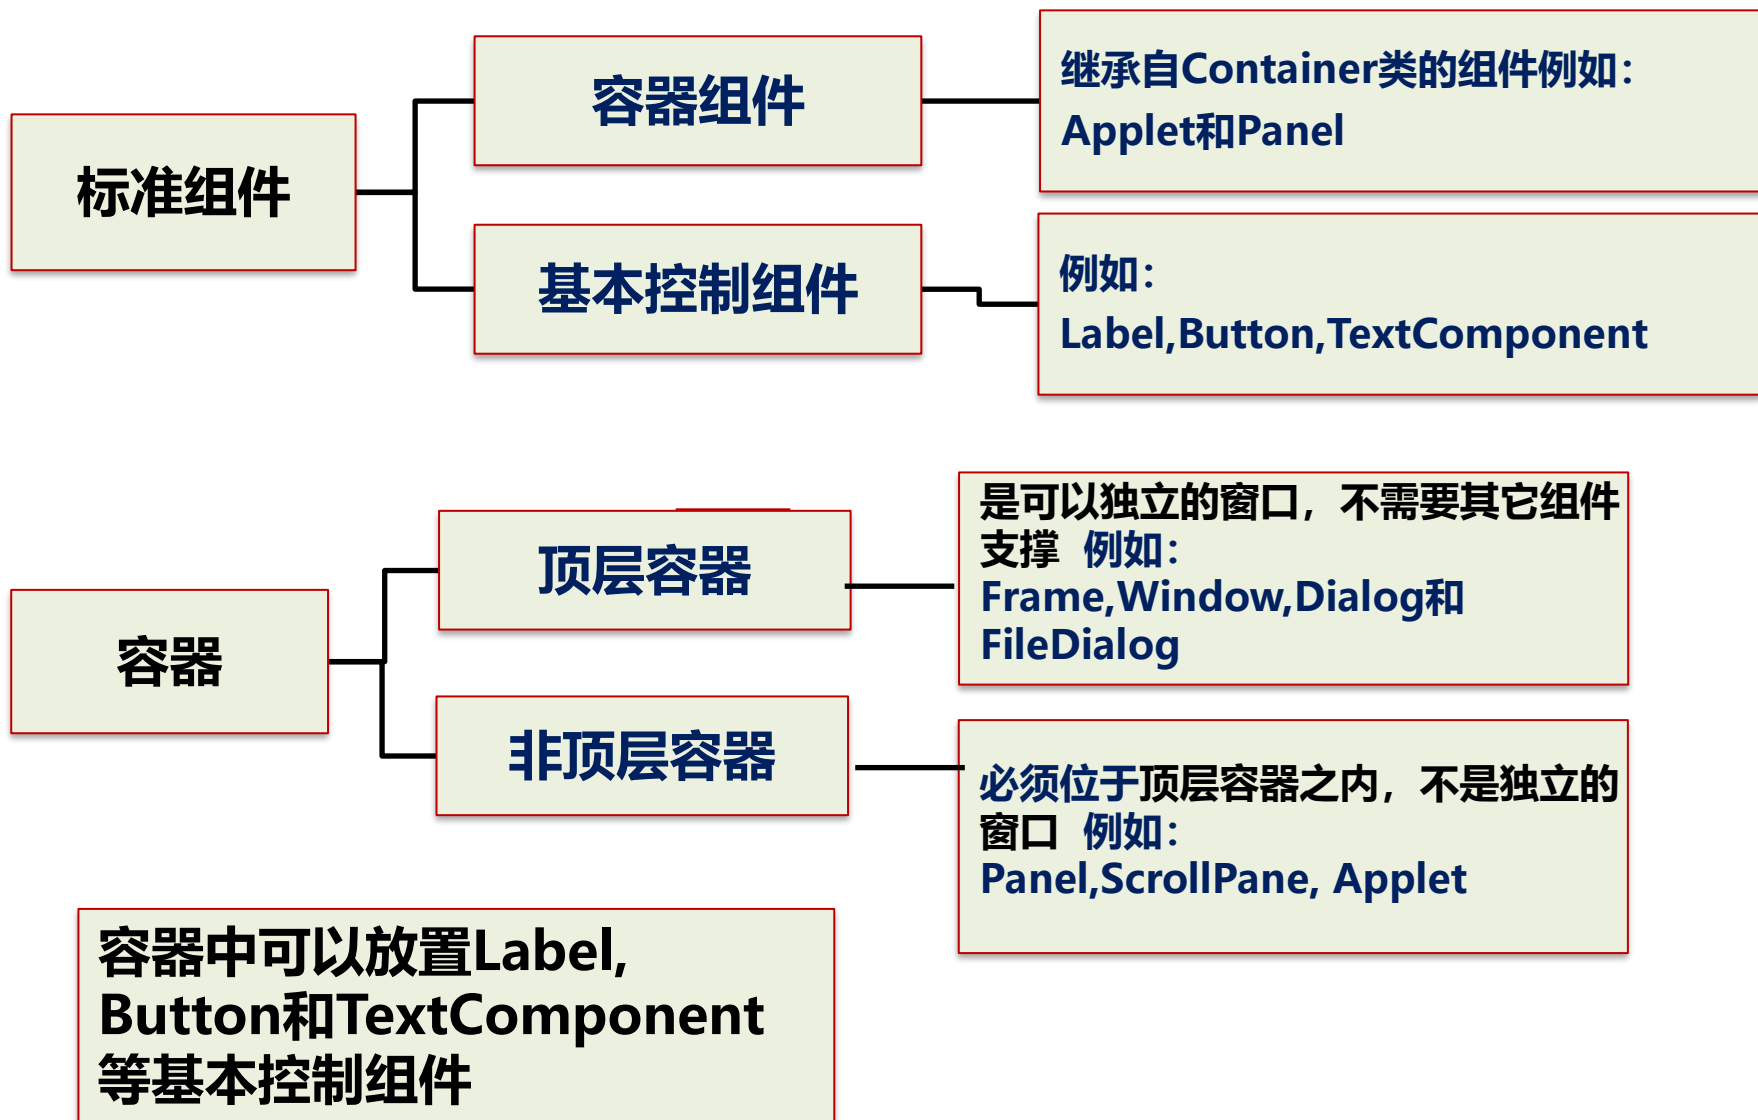 标准组件
容器组件
继承自Container类的组件例如：
Applet和Panel
基本控制组件
例如：
Label,Button,TextComponent
容器
顶层容器
是可以独立的窗口，不需要其它组件
支撑 例如：
Frame,Window,Dialog和
FileDialog
非顶层容器
必须位于顶层容器之内，不是独立的
窗口 例如：
Panel,ScrollPane, Applet
容器中可以放置Label,
Button和TextComponent
等基本控制组件